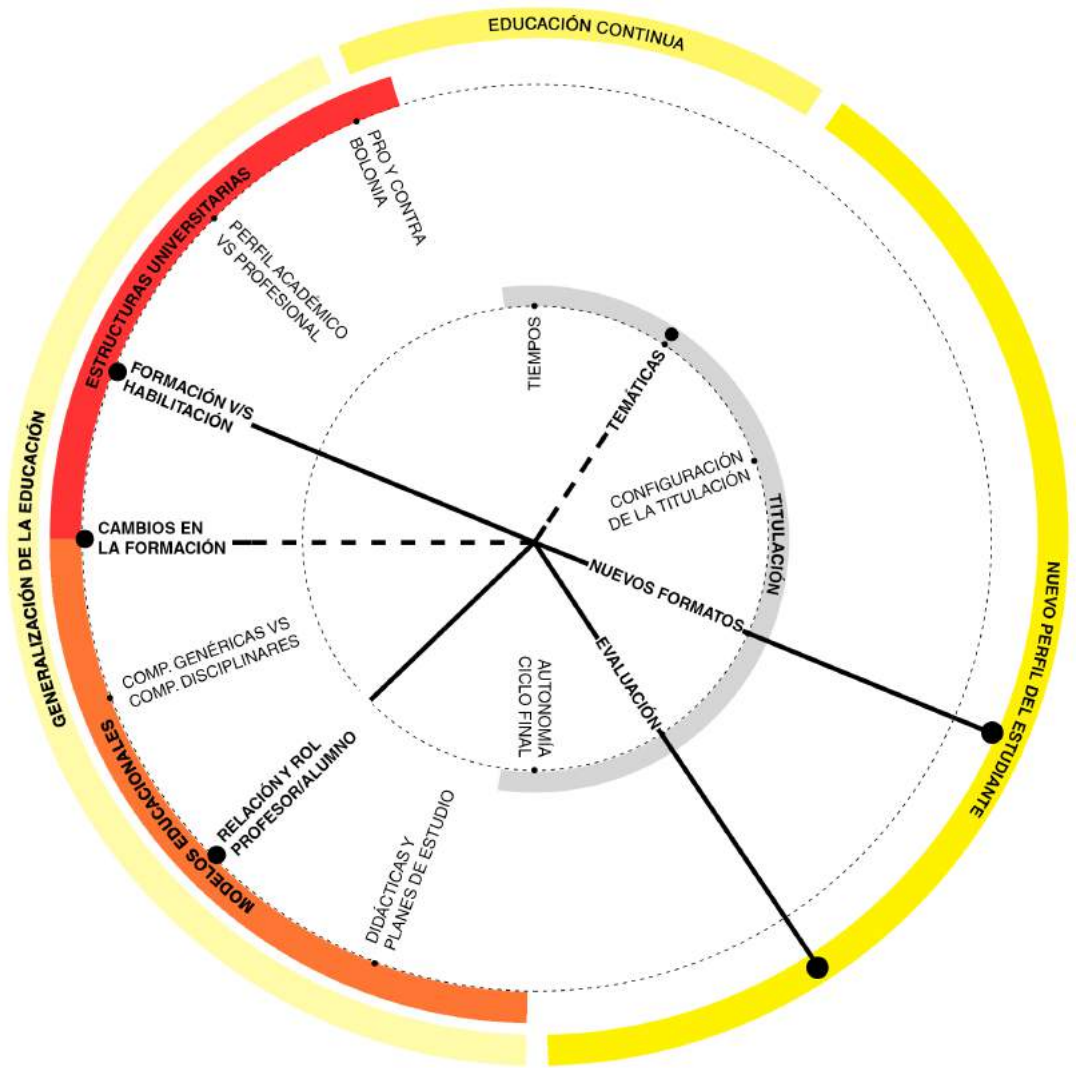 EDUCACIÓN CONTINUA
GENERALIZACIÓN DE LA EDUCACIÓN
NUEVO PERFIL DEL ESTUDIANTE
ESTRUCTURAS UNIVERSITARIAS
PRO Y CONTRA
BOLONIA
PERFIL ACADÉMICO
VS PROFESIONAL
FORMACIÓN V/S
HABILITACIÓN
CAMBIOS EN
LA FORMACIÓN
MODELOS EDUCACIONALES
COMP. GENÉRICAS VS
COMP. DISCIPLINARES
RELACIÓN Y ROL
PROFESOR/ALUMNO
DIDÁCTICAS Y
PLANES DE ESTUDIO
TITULACIÓN
TIEMPOS
TEMÁTICAS
CONFIGURACIÓN
DE LA TITULACIÓN
NUEVOS FORMATOS
EVALUACIÓN
AUTONOMÍA
CICLO FINAL